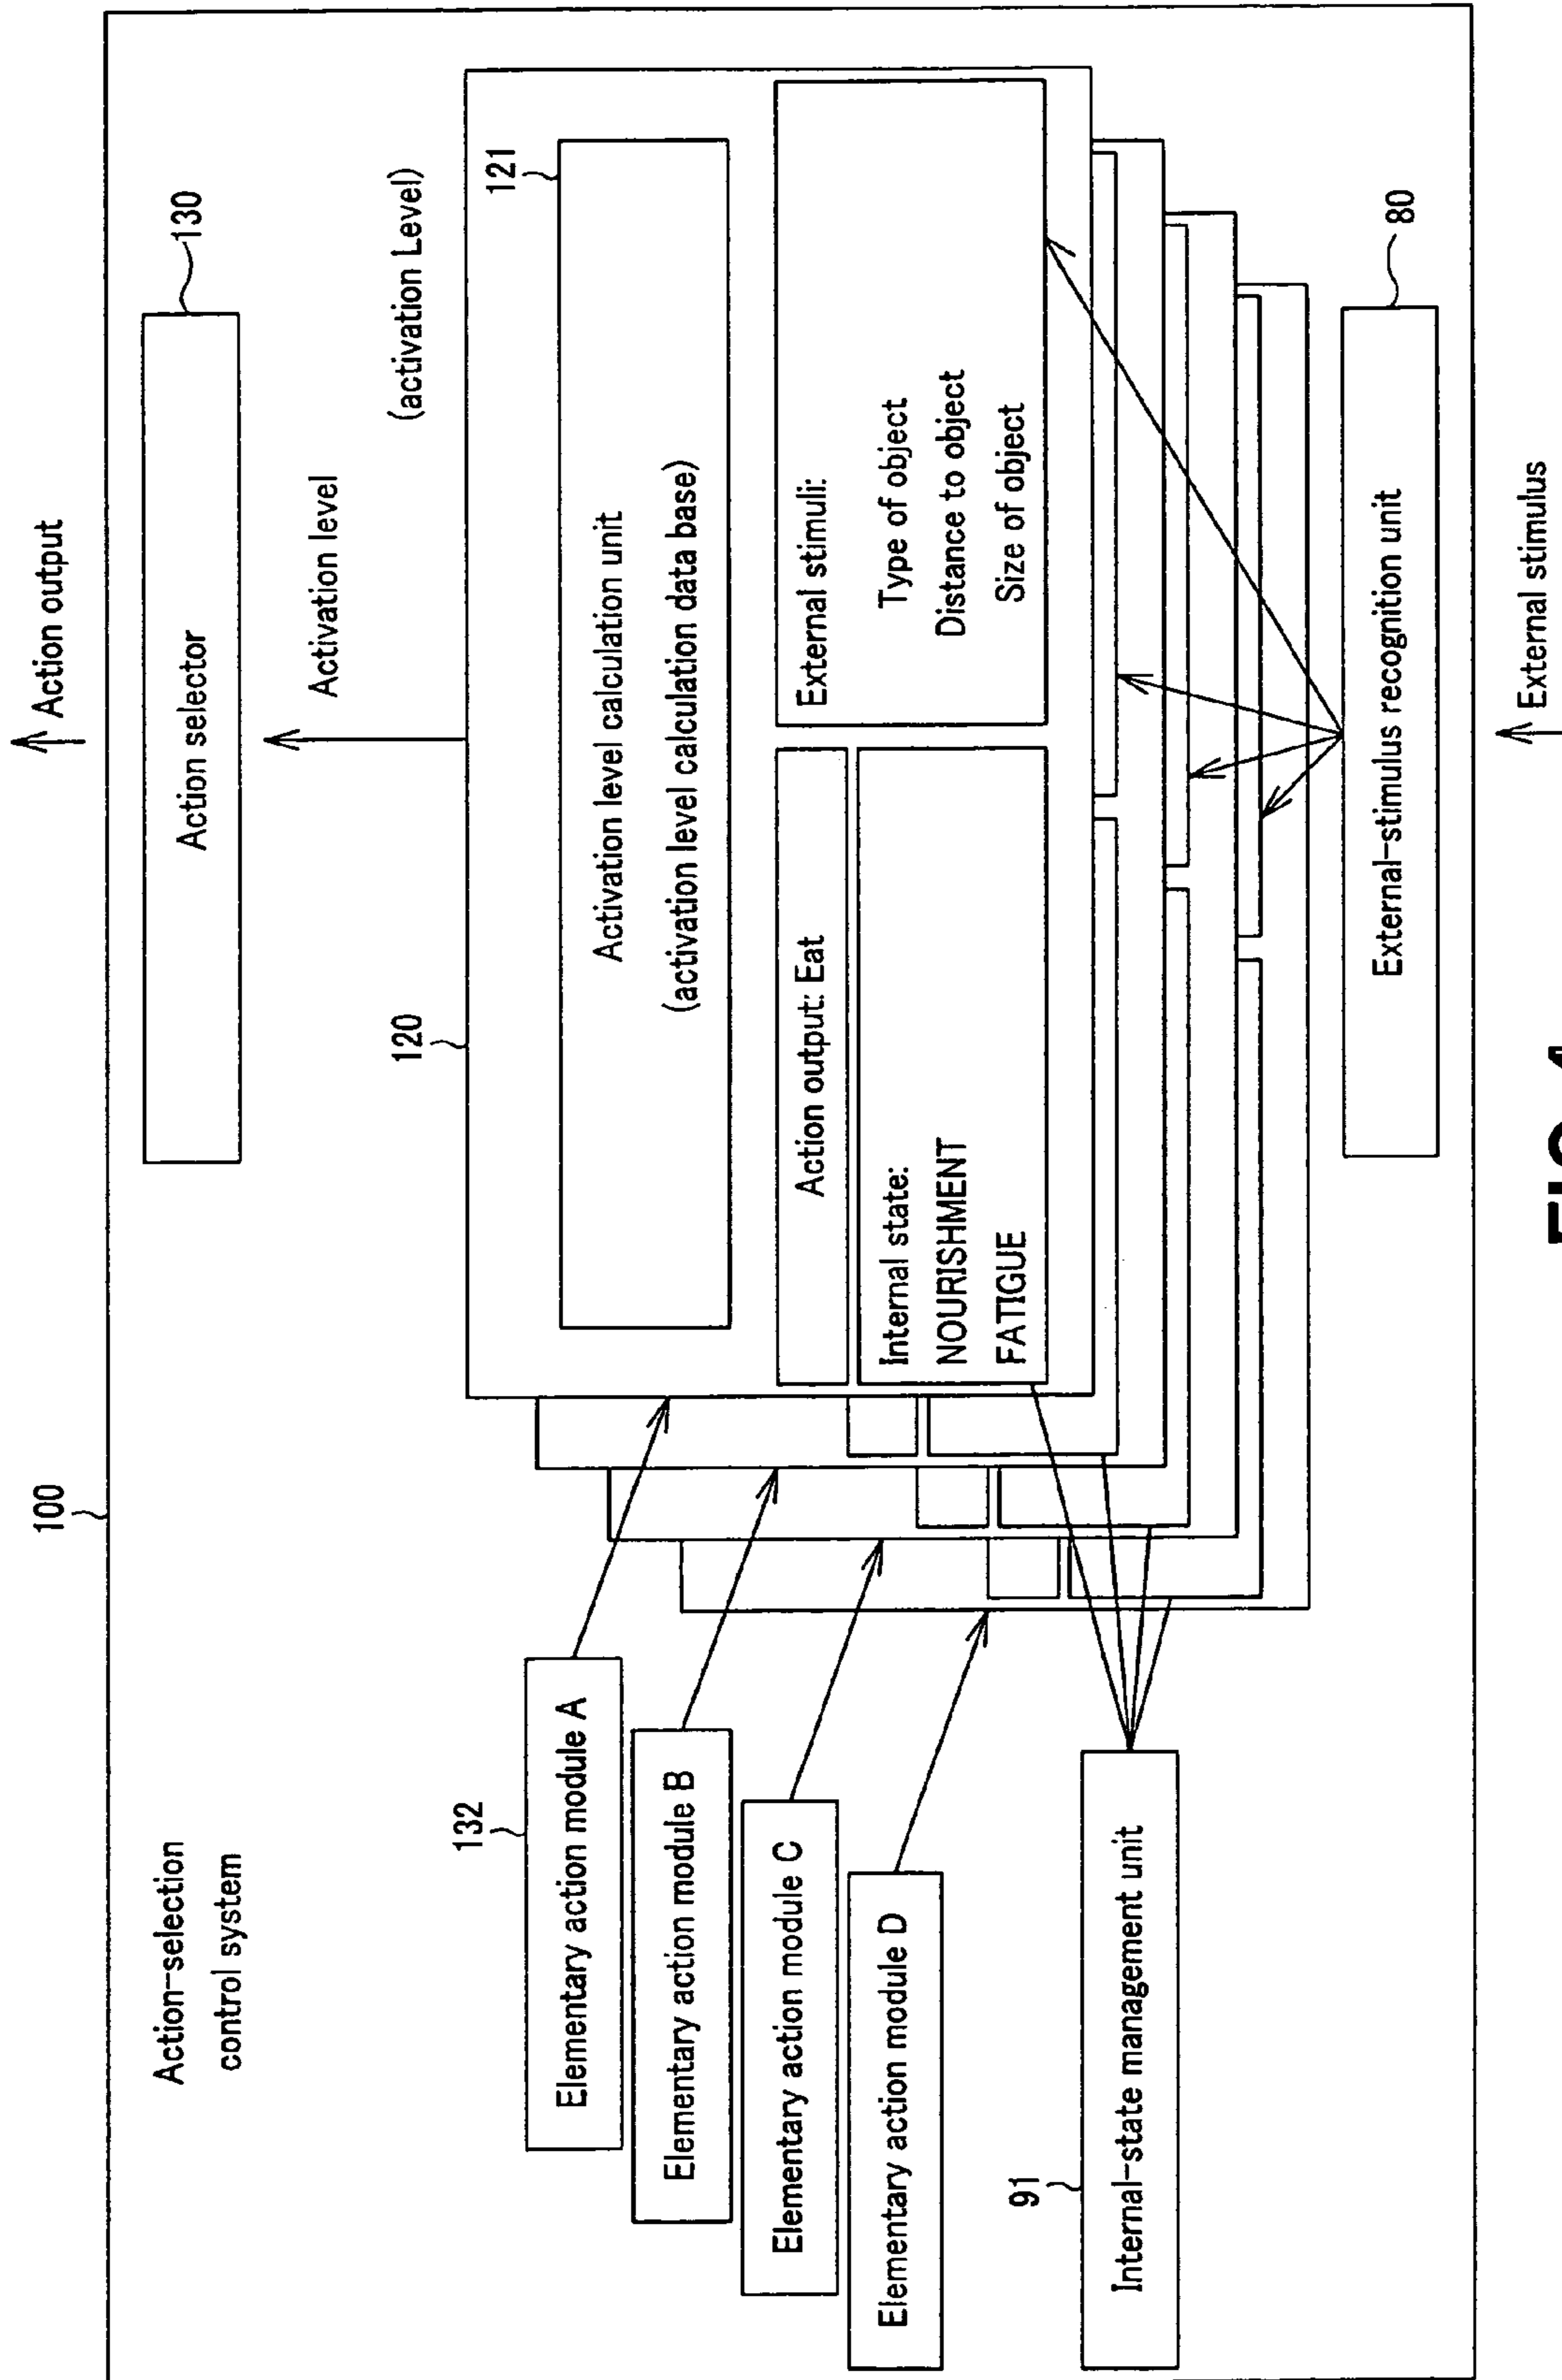 Action output
100
Action-selection
control system
Action selector
130
Activation level
(activation Level)
120
121
Activation level calculation unit
(activation level calculation data base)
132
Elementary action module A
Elementary action module B
Elementary action module C
Elementary action module D
Action output: Eat
Internal state:
NOURISHMENT
FATIGUE
External stimuli:
Type of object
Distance to object
Size of object
91
Internal-state management unit
External-stimulus recognition unit
80
External stimulus